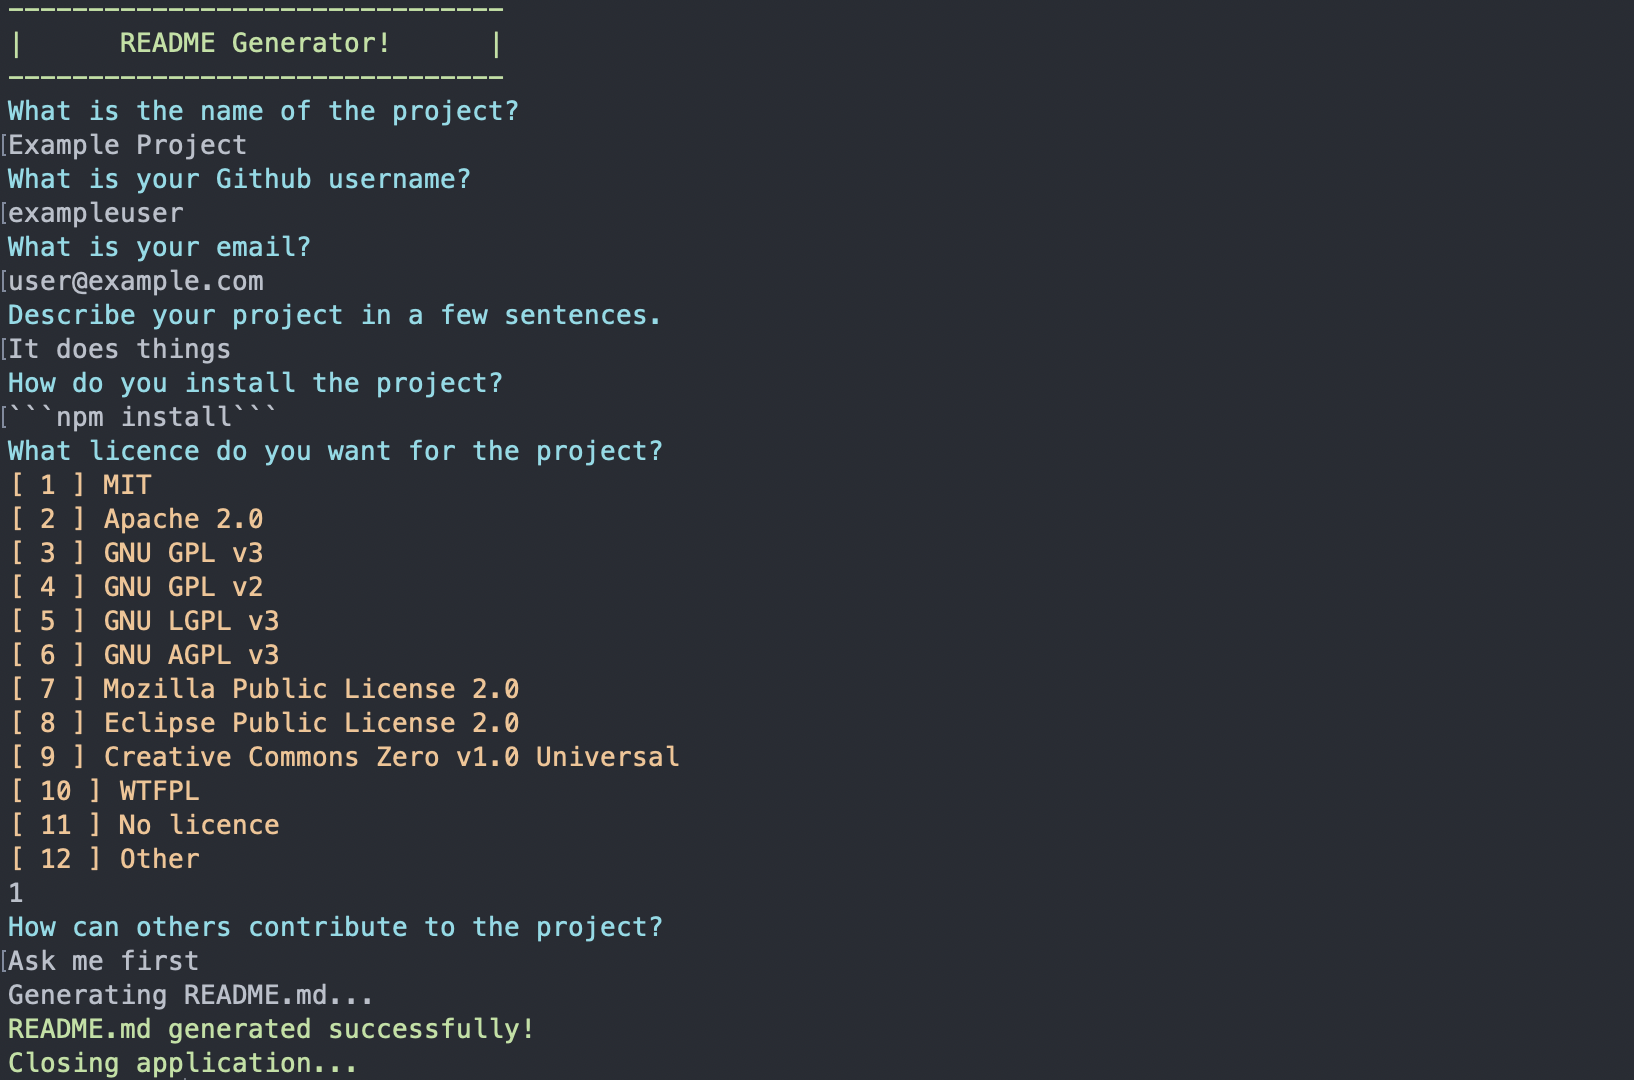 -------------------------------
|      README Generator!      |
-------------------------------
What is the name of the project?
[Example Project
What is your Github username?
[exampleuser
What is your email?
[user@example.com
Describe your project in a few sentences.
[It does things
How do you install the project?
[```npm install```
What licence do you want for the project?
[ 1 ] MIT
[ 2 ] Apache 2.0
[ 3 ] GNU GPL v3
[ 4 ] GNU GPL v2
[ 5 ] GNU LGPL v3
[ 6 ] GNU AGPL v3
[ 7 ] Mozilla Public License 2.0
[ 8 ] Eclipse Public License 2.0
[ 9 ] Creative Commons Zero v1.0 Universal
[ 10 ] WTFPL
[ 11 ] No licence
[ 12 ] Other
1
How can others contribute to the project?
[Ask me first
Generating README.md...
README.md generated successfully!
Closing application...